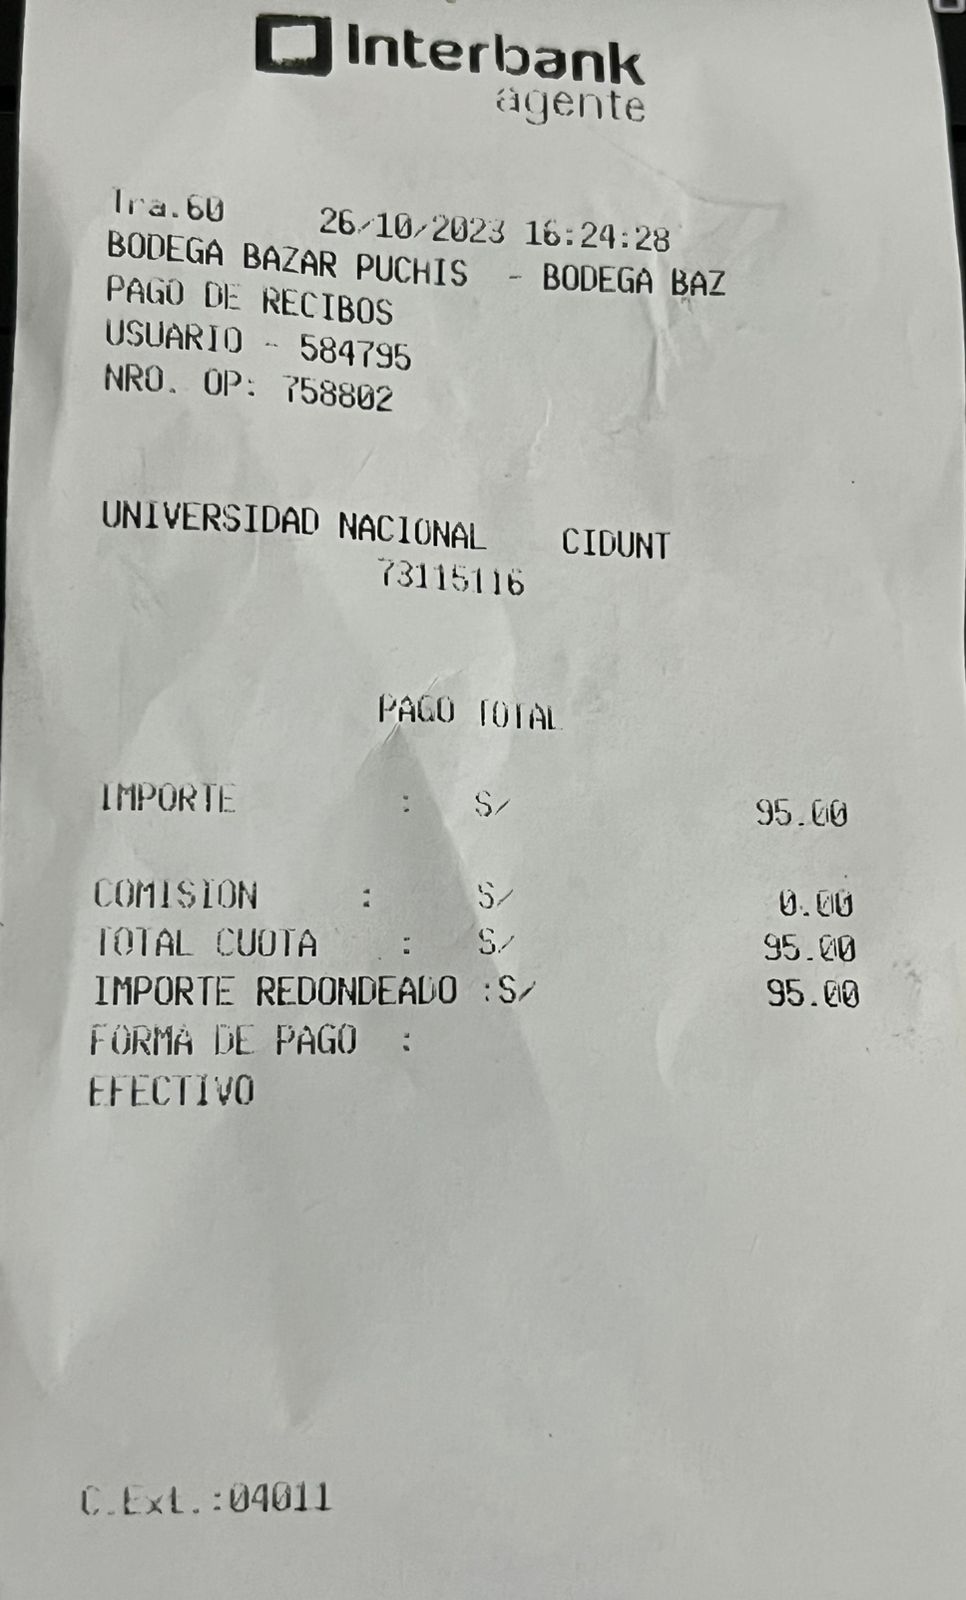 Interbank
agente
Tra.60 26/10/2023 16:24:28
BODEGA BAZAR PUCHIS - BODEGA BAZ
PAGO DE RECIBOS
USUARIO - 584795
NRO. OP: 758802
UNIVERSIDAD NACIONAL CIDUNT
73115116
PAGO TOTAL
IMPORTE : S/ 95.00
COMISION : S/ 0.00
TOTAL CUOTA : S/ 95.00
IMPORTE REDONDEADO :S/ 95.00
FORMA DE PAGO :
EFECTIVO
C.Ext.:04011